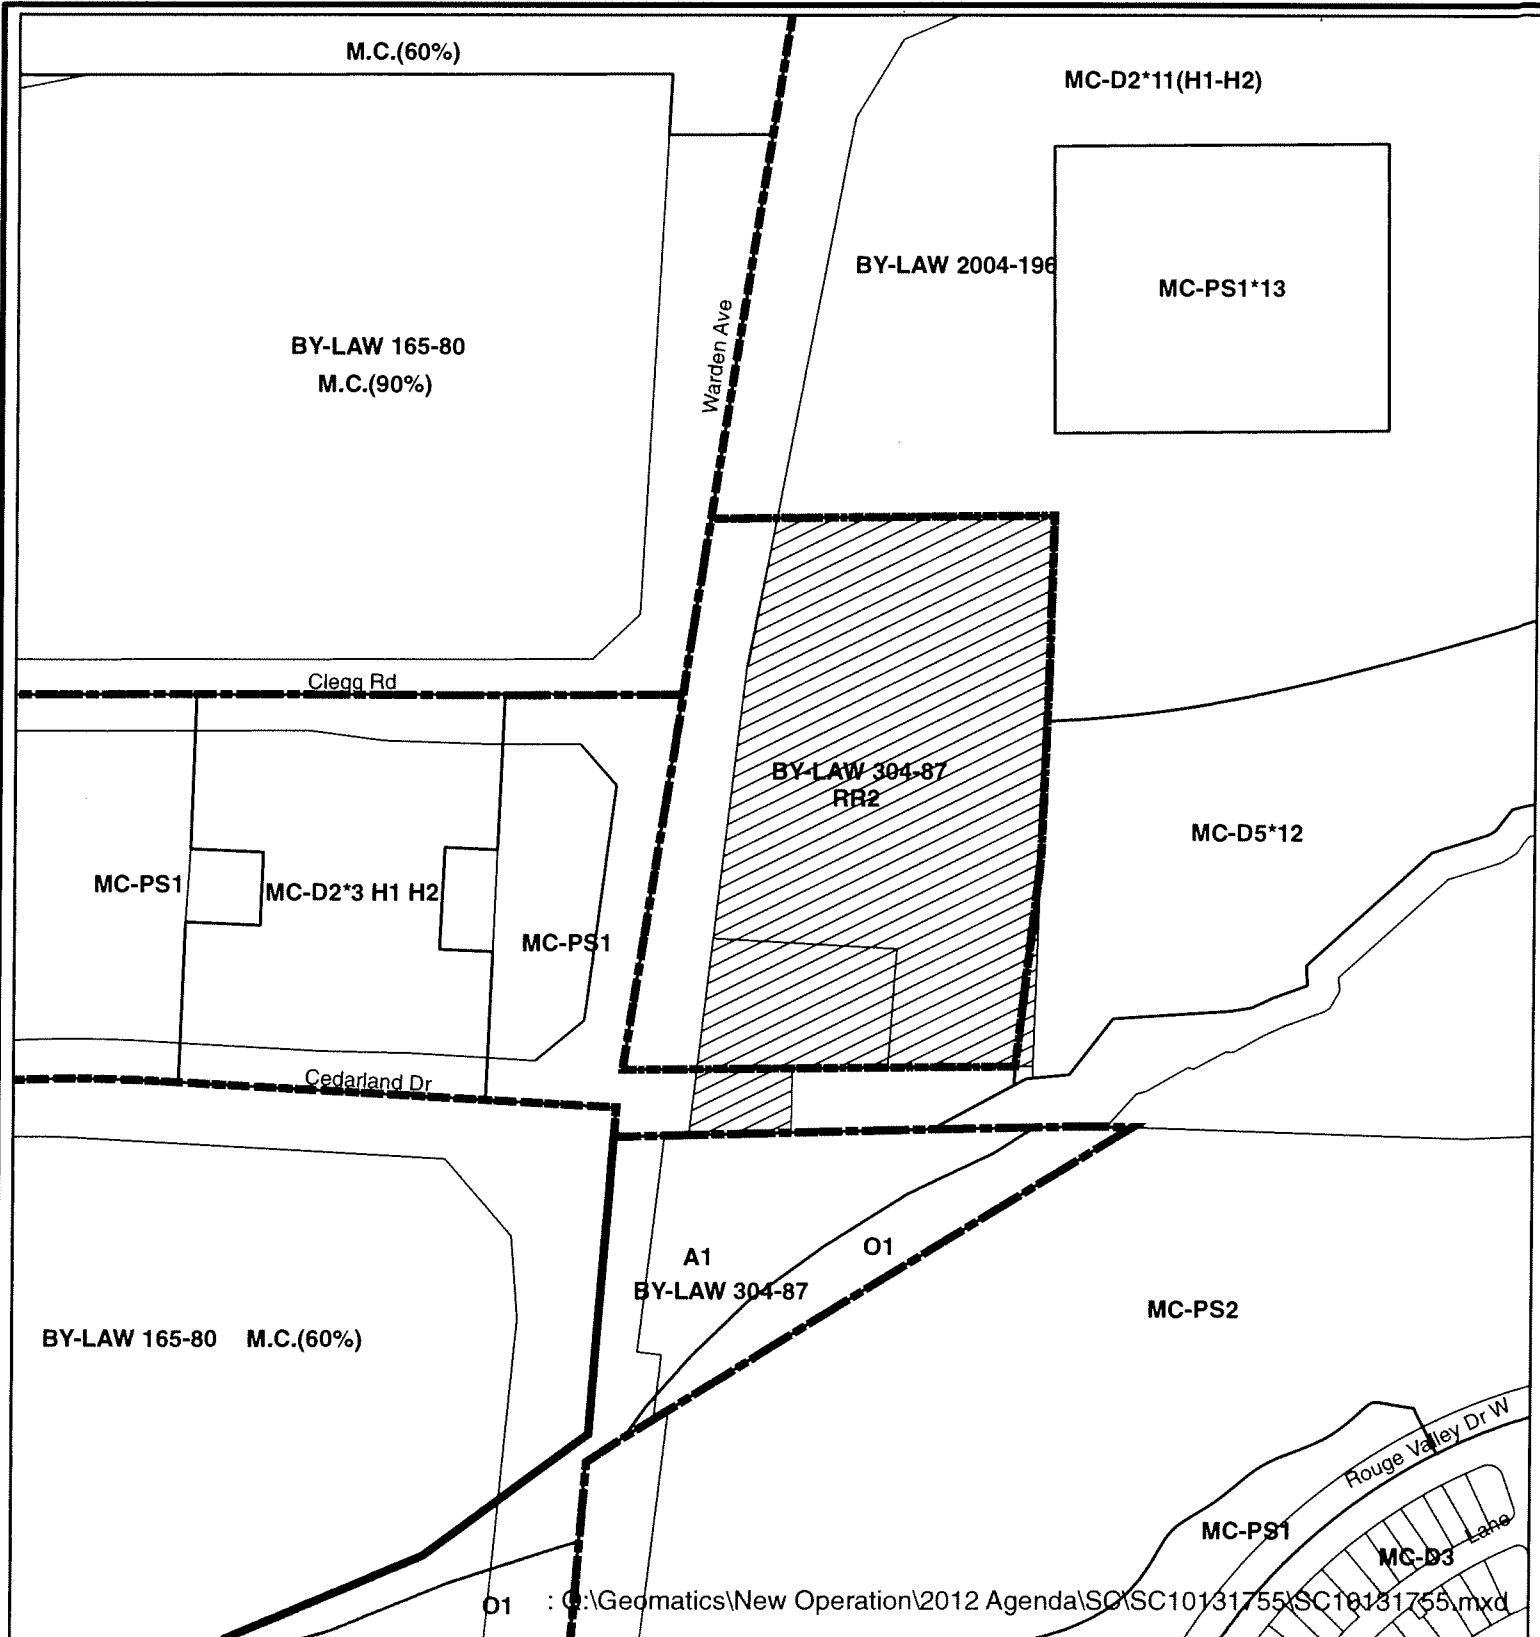 M.C.(60%)
MC-D2*11(H1-H2)
BY-LAW 2004-196
MC-PS1*13
Warden Ave
BY-LAW 165-80
M.C.(90%)
Clegg Rd
BY-LAW 304-87
RR2
MC-D5*12
MC-PS1
MC-D2*3 H1 H2
MC-PS1
Cedarland Dr
A1
O1
BY-LAW 304-87
MC-PS2
BY-LAW 165-80 M.C.(60%)
Rouge Valley Dr W
MC-PS1
Lane
MC-D3
O1
: Q:\Geomatics\New Operation\2012 Agenda\SC\SC10131755\SC10131755.mxd